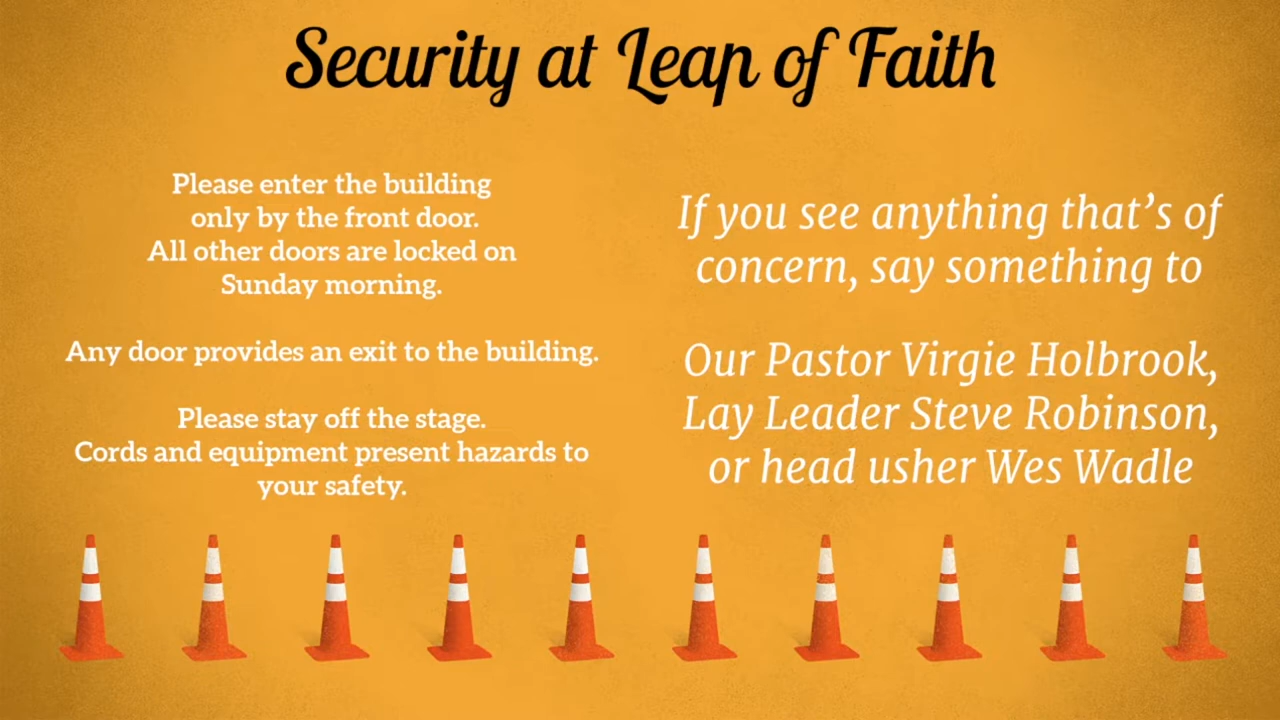 Security at Leap of Faith
Please enter the building
only by the front door.
All other doors are locked on
Sunday morning.
Any door provides an exit to the building.
Please stay off the stage.
Cords and equipment present hazards to
your safety.
If you see anything that’s of
concern, say something to
Our Pastor Virgie Holbrook,
Lay Leader Steve Robinson,
or head usher Wes Wadle